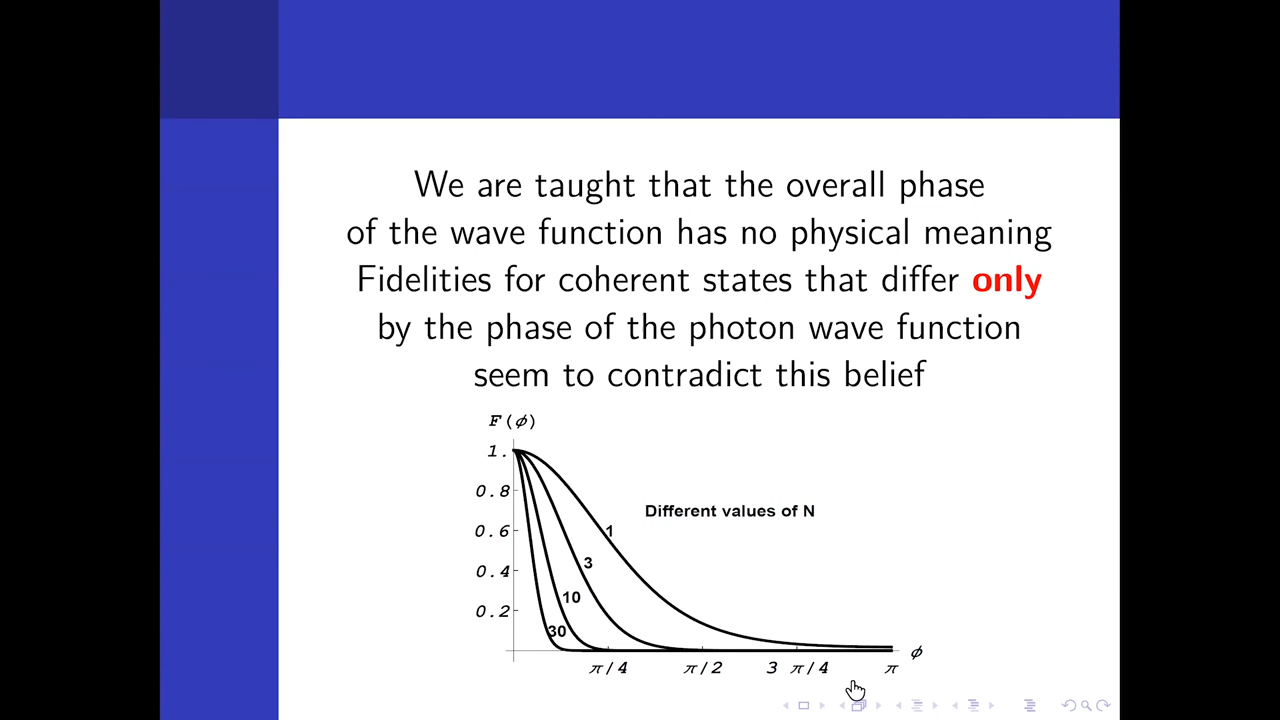 We are taught that the overall phase
of the wave function has no physical meaning
Fidelities for coherent states that differ only
by the phase of the photon wave function
seem to contradict this belief
F(ϕ)
1.
0.8
0.6
0.4
0.2
Different values of N
1
3
10
30
π/4
π/2
3 π/4
π
ϕ